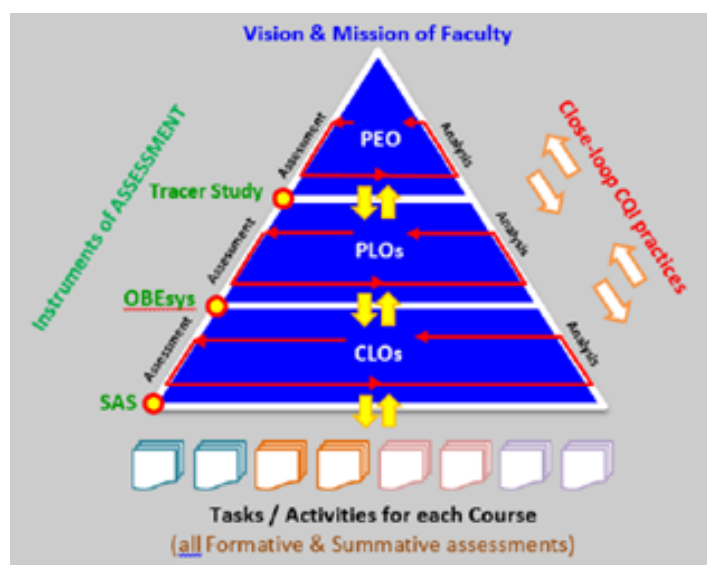 Vision & Mission of Faculty
Instruments of ASSESSMENT
Close-loop CQI practices
Assessment
PEO
Analysis
Tracer Study
Assessment
PLOs
Analysis
OBEsys
Assessment
CLOs
Analysis
SAS
Tasks / Activities for each Course
(all Formative & Summative assessments)